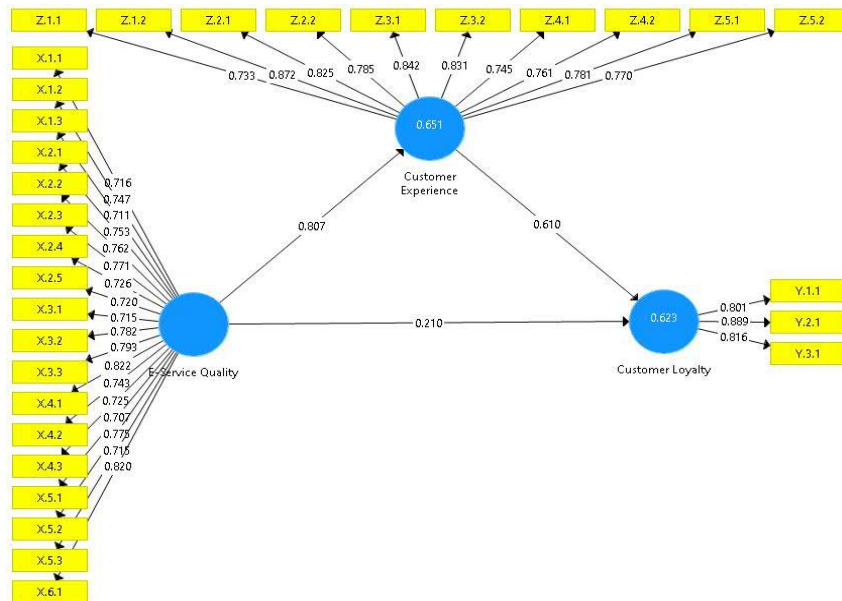 Z.1.1 Z.1.2 Z.2.1 Z.2.2 Z.3.1 Z.3.2 Z.4.1 Z.4.2 Z.5.1 Z.5.2
0.733 0.872 0.825 0.785 0.842 0.831 0.745 0.761 0.781 0.770
0.651
Customer
Experience
X.1.1
X.1.2
X.1.3
X.2.1
X.2.2
X.2.3
X.2.4
X.2.5
X.3.1
X.3.2
X.3.3
X.4.1
X.4.2
X.4.3
X.5.1
X.5.2
X.5.3
X.6.1
0.716
0.747
0.711
0.753
0.762
0.771
0.726
0.720
0.715
0.782
0.793
0.822
0.743
0.725
0.707
0.775
0.715
0.820
E-Service Quality
0.807
0.610
0.210
0.623
Customer Loyalty
0.801
0.889
0.816
Y.1.1
Y.2.1
Y.3.1